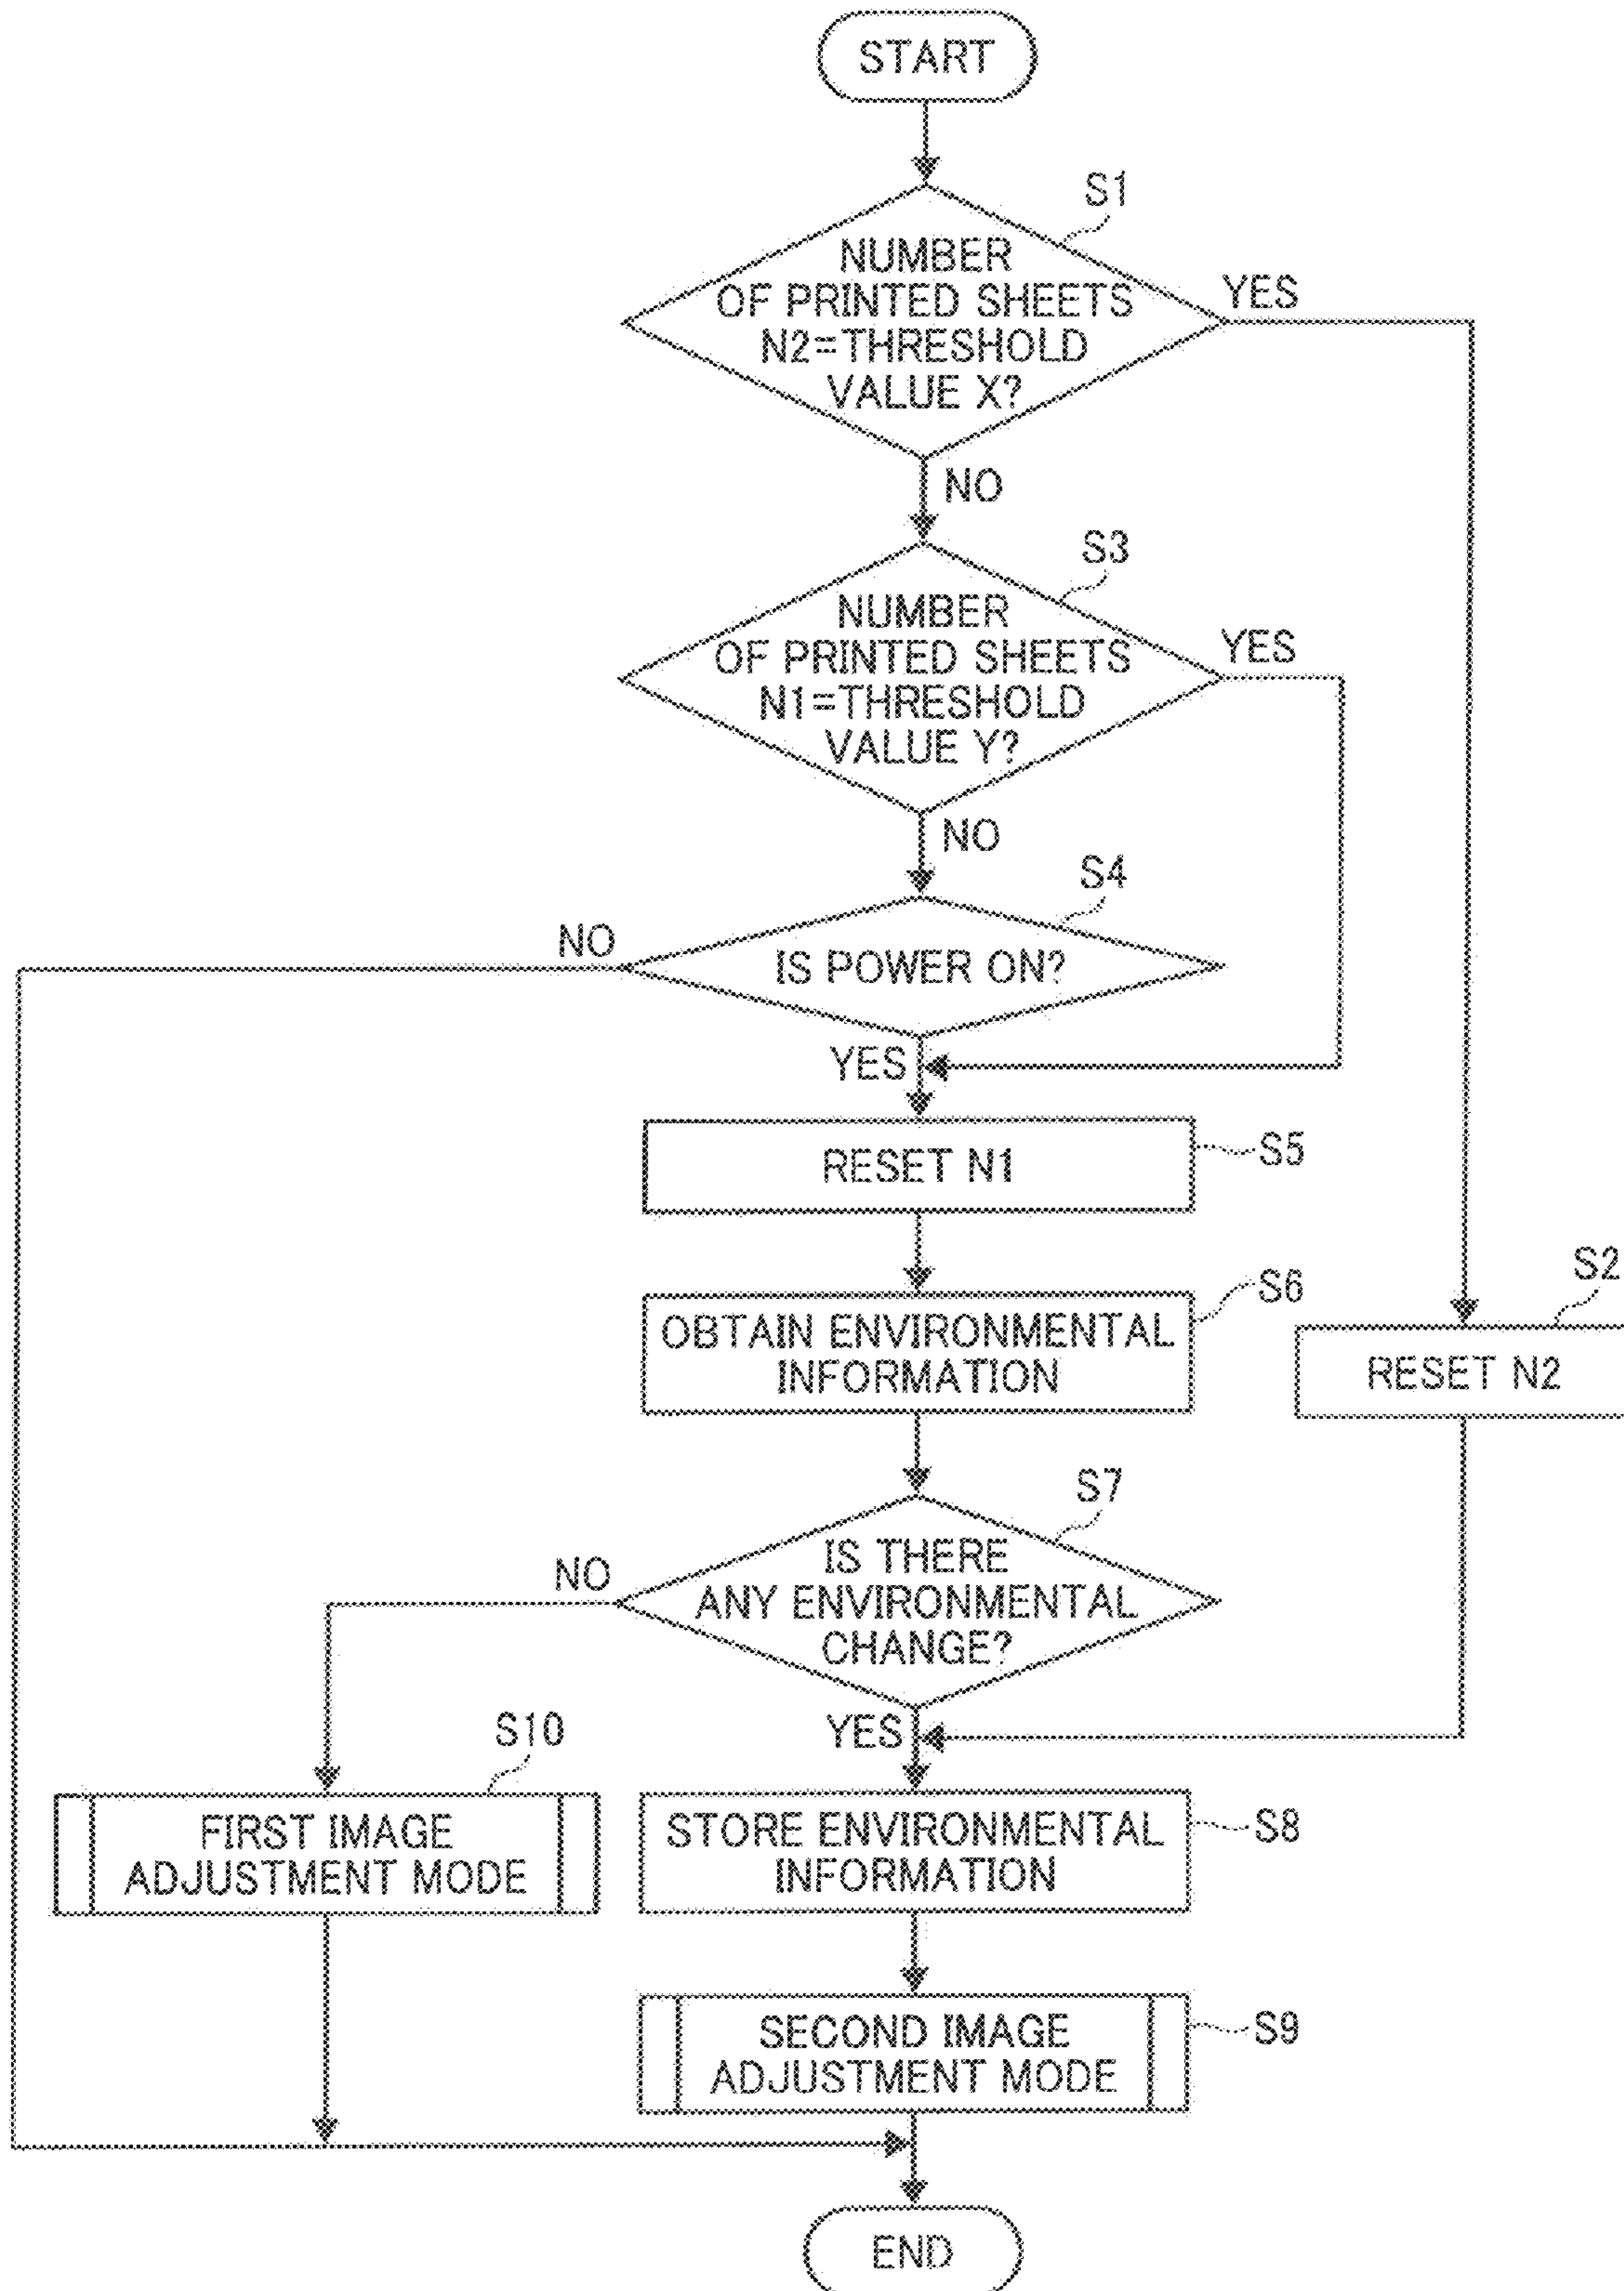 START
S1
NUMBER
OF PRINTED SHEETS
N2=THRESHOLD
VALUE X?
YES
NO
S3
NUMBER
OF PRINTED SHEETS
N1=THRESHOLD
VALUE Y?
YES
NO
S4
NO
IS POWER ON?
YES
RESET N1
S5
S6
OBTAIN ENVIRONMENTAL
INFORMATION
S2
RESET N2
S7
NO
IS THERE
ANY ENVIRONMENTAL
CHANGE?
YES
S10
FIRST IMAGE
ADJUSTMENT MODE
STORE ENVIRONMENTAL
INFORMATION
S8
SECOND IMAGE
ADJUSTMENT MODE
S9
END